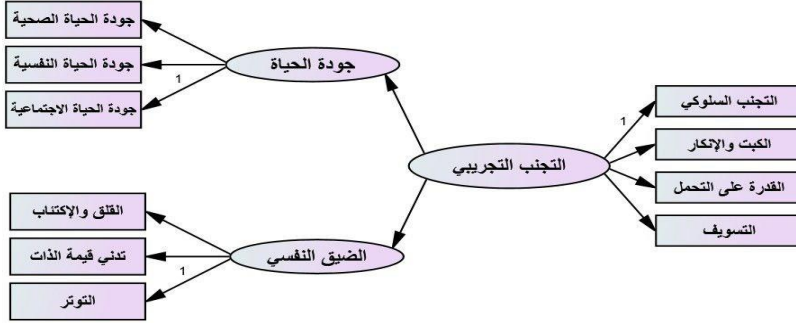 جودة الحياة الصحية
جودة الحياة النفسية
جودة الحياة الاجتماعية
1
جودة الحياة
التجنب السلوكي
1
الكبت والإنكار
القدرة على التحمل
التسويف
التجنب التجريبي
القلق والإكتئاب
تدني قيمة الذات
التوتر
1
الضيق النفسي